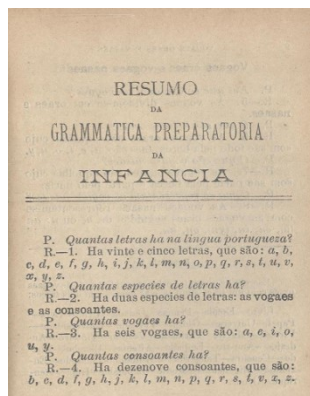 RESUMO
DA
GRAMMATICA PREPARATORIA
DA
INFANCIA
P. Quantas letras ha na lingua portugueza?
R.—1. Ha vinte e cinco letras, que são: a, b,
c, d, e, f, g, h, i, j, k, l, m, n, o, p, q, r, s, t, u, v,
x, y, z.
P. Quantas especies de letras ha?
R.—2. Ha duas especies de letras: as vogaes
e as consoantes.
P. Quantas vogães ha?
R.—3. Ha seis vogaes, que são: a, e, i, o,
u, y.
P. Quantas consoantes ha?
R.—4. Ha dezenove consoantes, que são:
b, c, d, f, g, h, j, k, l, m, n, p, q, r, s, t, v, x, z.